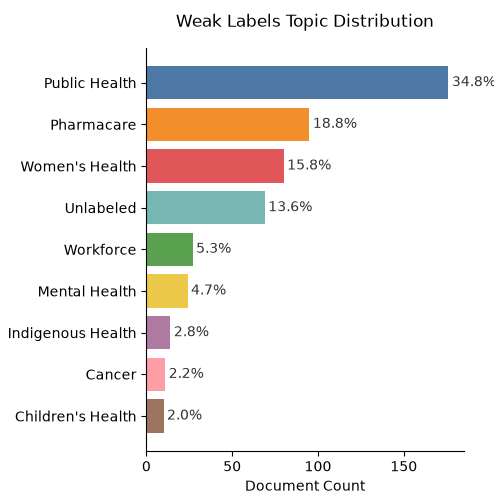 Weak Labels Topic Distribution
Public Health 34.8%
Pharmacare 18.8%
Women's Health 15.8%
Unlabeled 13.6%
Workforce 5.3%
Mental Health 4.7%
Indigenous Health 2.8%
Cancer 2.2%
Children's Health 2.0%
0 50 100 150
Document Count